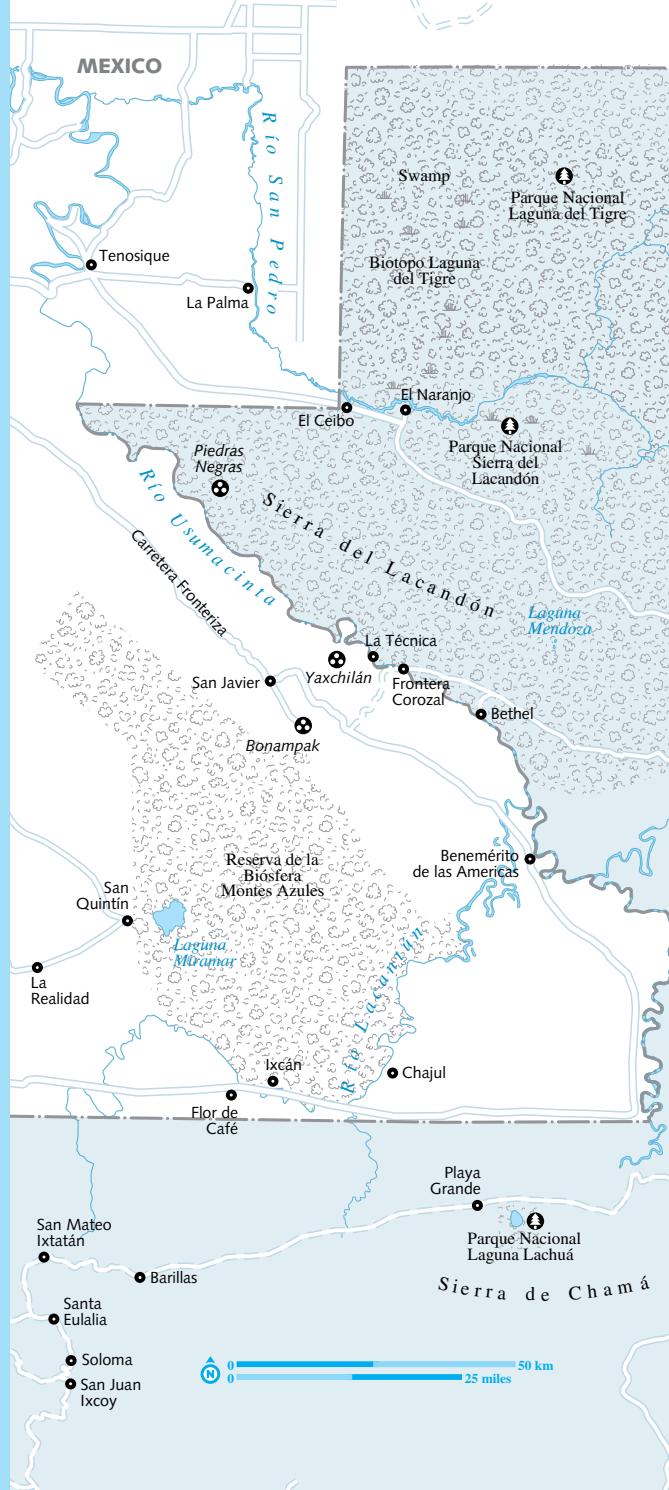 MEXICO
Río San Pedro
Swamp
Parque Nacional
Laguna del Tigre
Tenosique
Biotopo Laguna
del Tigre
La Palma
El Naranjo
El Ceibo
Parque Nacional
Sierra del
Lacandón
Piedras
Negras
Río Usumacinta
Sierra del Lacandón
Carretera Fronteriza
Laguna
Mendoza
La Técnica
Yaxchilán
San Javier
Frontera
Corozal
Bethel
Bonampak
Benemérito
de las Americas
Reserva de la
Biósfera
Montes Azules
San
Quintín
Laguna
Miramar
Río Lacantún
La
Realidad
Ixcán
Chajul
Flor de
Café
Playa
Grande
San Mateo
Ixtatán
Parque Nacional
Laguna Lachuá
Barillas
Sierra de Chamá
Santa
Eulalia
Soloma
San Juan
Ixcoy
N
0 50 km
0 25 miles